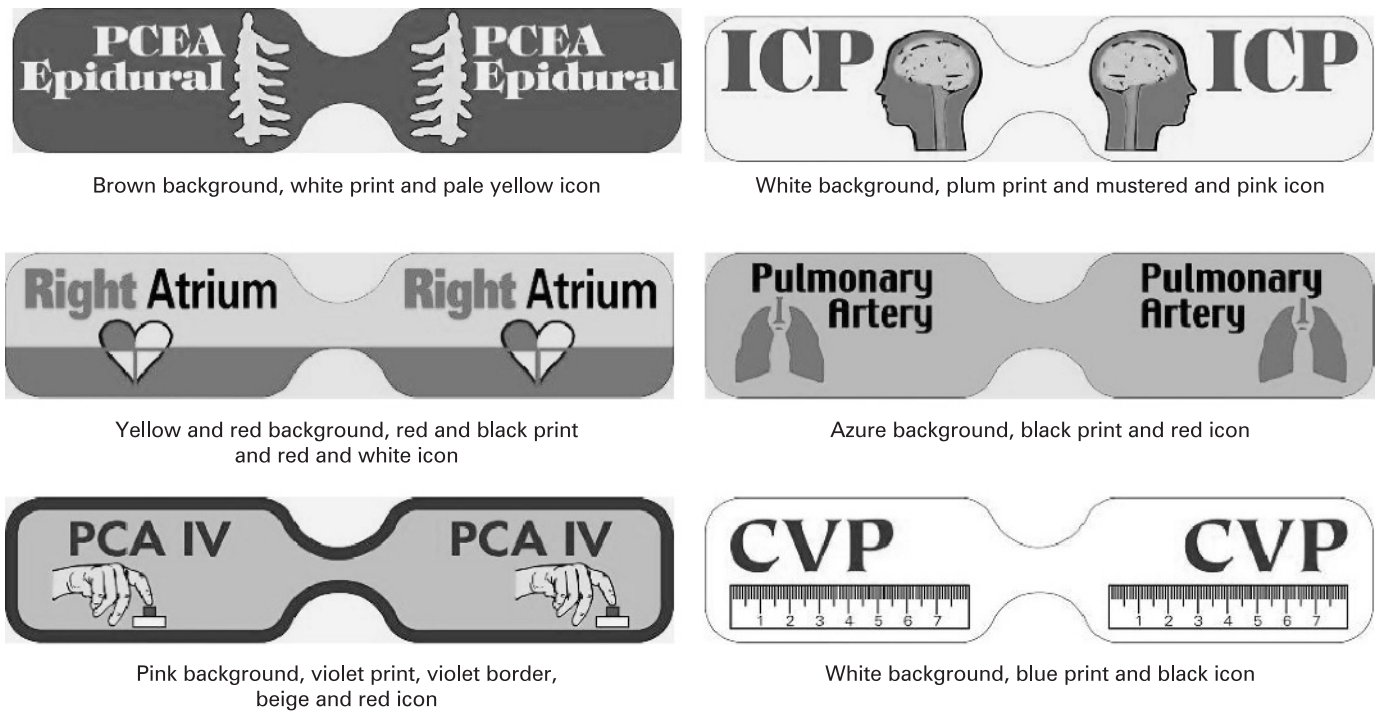 PCEA
Epidural
PCEA
Epidural
Brown background, white print and pale yellow icon
ICP
ICP
White background, plum print and mustered and pink icon
Right Atrium
Right Atrium
Yellow and red background, red and black print
and red and white icon
Pulmonary
Artery
Pulmonary
Artery
Azure background, black print and red icon
PCA IV
PCA IV
Pink background, violet print, violet border,
beige and red icon
CVP
CVP
1 2 3 4 5 6 7
1 2 3 4 5 6 7
White background, blue print and black icon